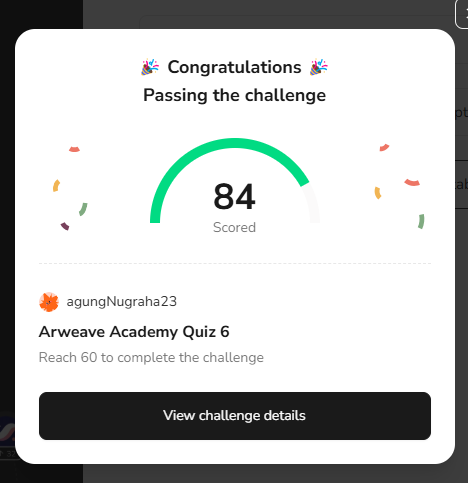 🎉 Congratulations 🎉
Passing the challenge
84
Scored
agungNugraha23
Arweave Academy Quiz 6
Reach 60 to complete the challenge
View challenge details